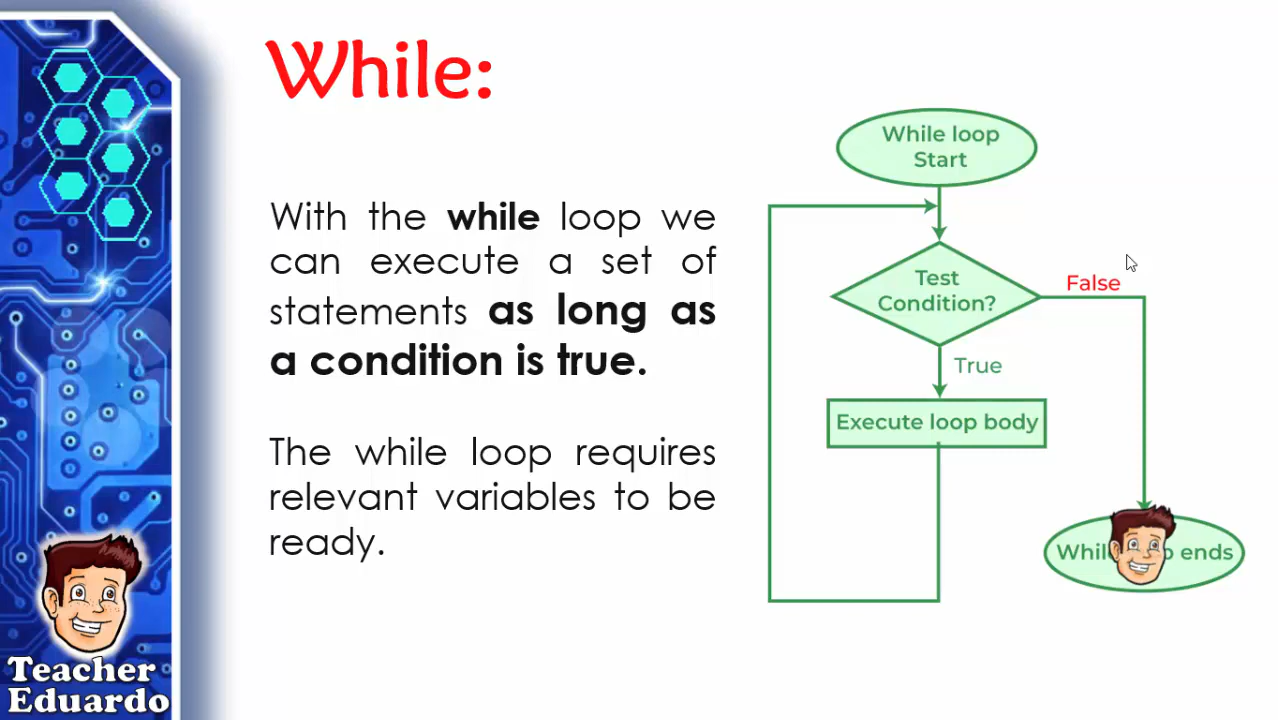 While:
With the while loop we
can execute a set of
statements as long as
a condition is true.
The while loop requires
relevant variables to be
ready.
While loop
Start
Test
Condition?
False
True
Execute loop body
ends
Teacher
Eduardo